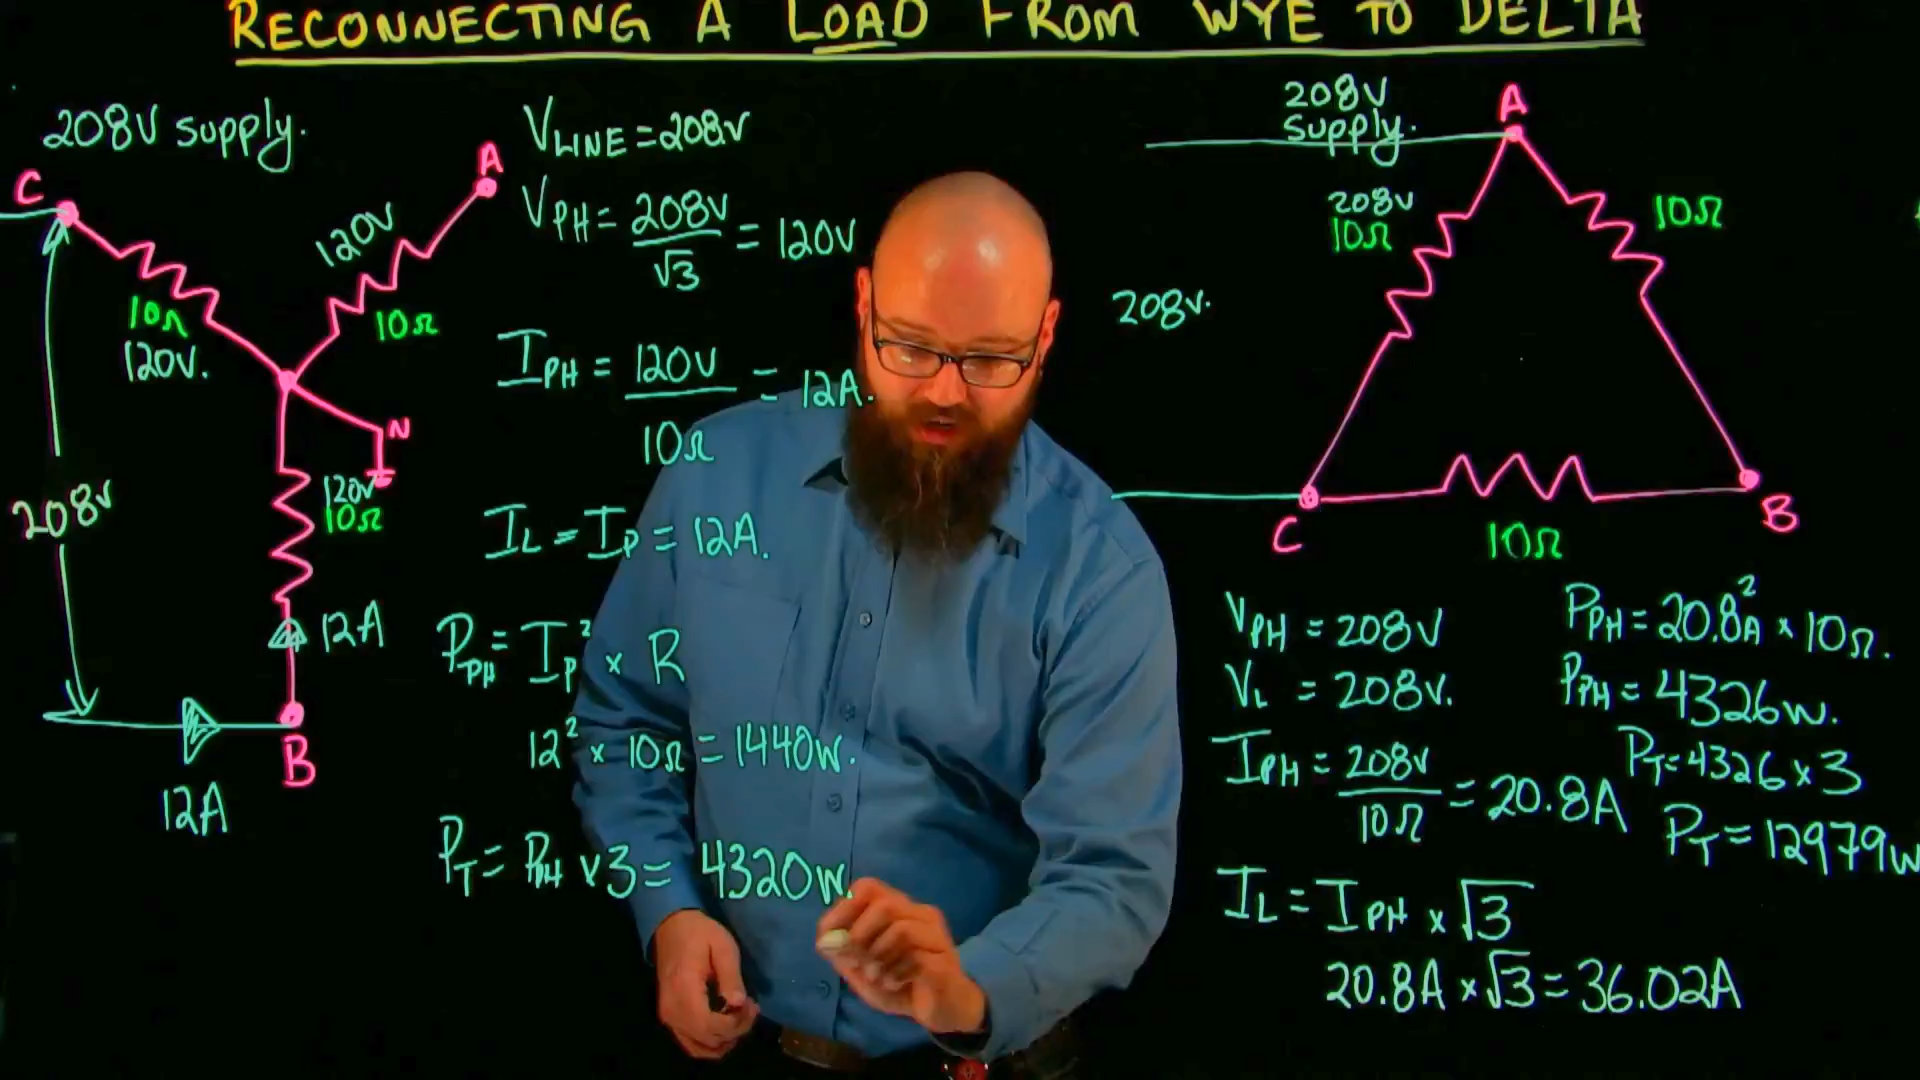 RECONNECTING A LOAD FROM WYE TO DELTA
208V supply.
C
A
120V
10Ω
120V.
10Ω
N
120V
10Ω
208V
12A
B
12A
VLINE = 208V
VPH = 208V/√3 = 120V
IPH = 120V/10Ω = 12A.
IL = IP = 12A.
PPH = IP² × R
12² × 10Ω = 1440W.
PT = PPH × 3 = 4320W.
208V
supply.
A
208V
10Ω
10Ω
208V.
C
B
10Ω
VPH = 208V
VL = 208V.
IPH = 208V/10Ω = 20.8A
IL = IPH × √3
20.8A × √3 = 36.02A
PPH = 20.8A² × 10Ω.
PPH = 4326W.
PT = 4326 × 3
PT = 12979W